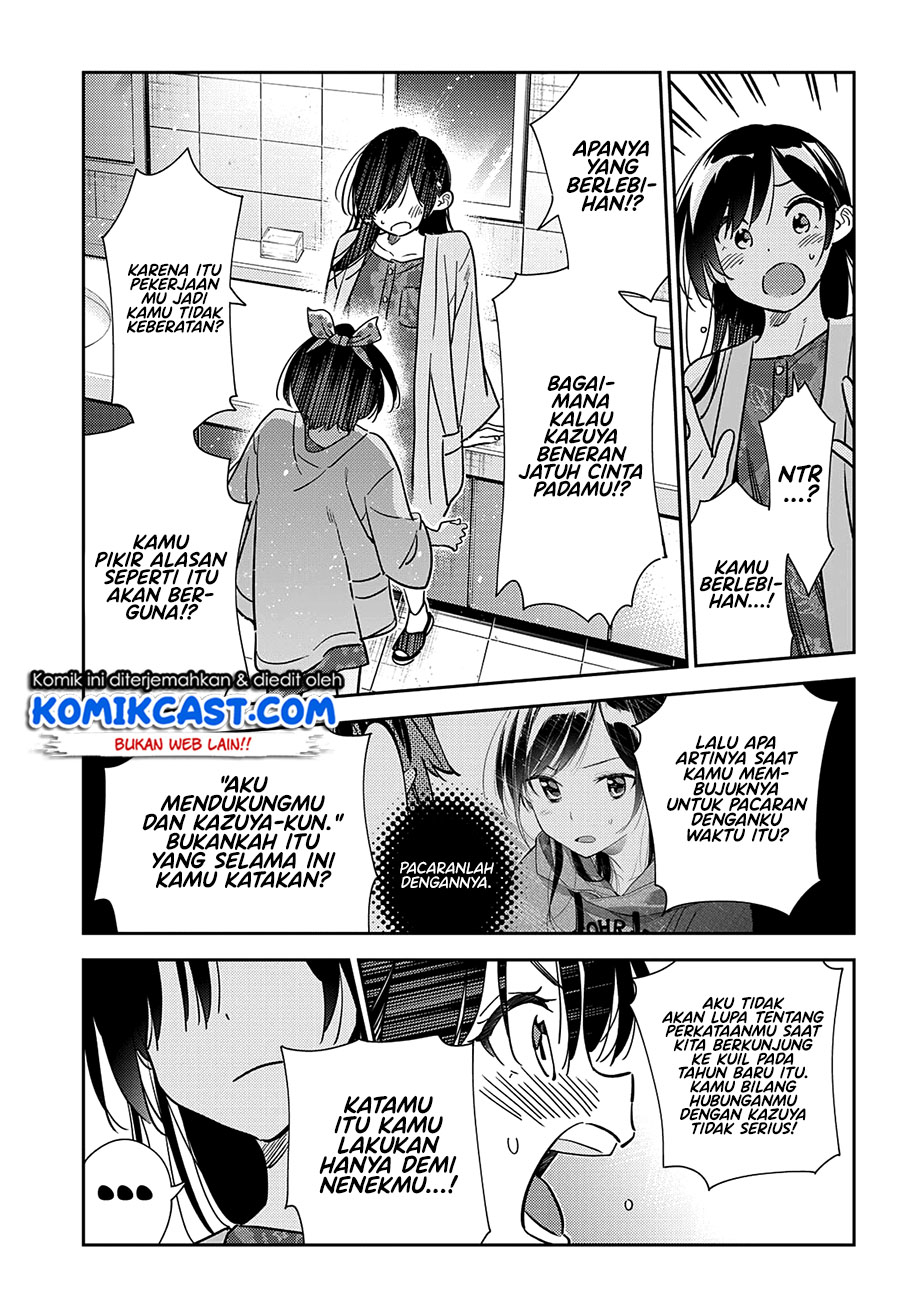 NTR
...?
KAMU
BERLEBI-
HAN...!
APANYA
YANG
BERLEBI-
HAN!?
BAGAI-
MANA
KALAU
KAZUYA
BENERAN
JATUH CINTA
PADAMU!?
KARENA ITU
PEKERJAAN
MU JADI
KAMU TIDAK
KEBERATAN?
KAMU
PIKIR ALASAN
SEPERTI ITU
AKAN BER-
GUNA!?
Komik ini diterjemahkan & diedit oleh
KOMIKCAST.COM
BUKAN WEB LAIN!!
LALU APA
ARTINYA SAAT
KAMU MEM-
BUJUKNYA
UNTUK PACARAN
DENGANKU
WAKTU ITU?
PACARANLAH
DENGANNYA.
"AKU
MENDUKUNGMU
DAN KAZUYA-KUN."
BUKANKAH ITU
YANG SELAMA INI
KAMU KATAKAN?
AKU TIDAK
AKAN LUPA TENTANG
PERKATAANMU SAAT
KITA BERKUNJUNG
KE KUIL PADA
TAHUN BARU ITU.
KAMU BILANG
HUBUNGANMU
DENGAN KAZUYA
TIDAK SERIUS!
KATAMU
ITU KAMU
LAKUKAN
HANYA DEMI
NENEKMU...!
...